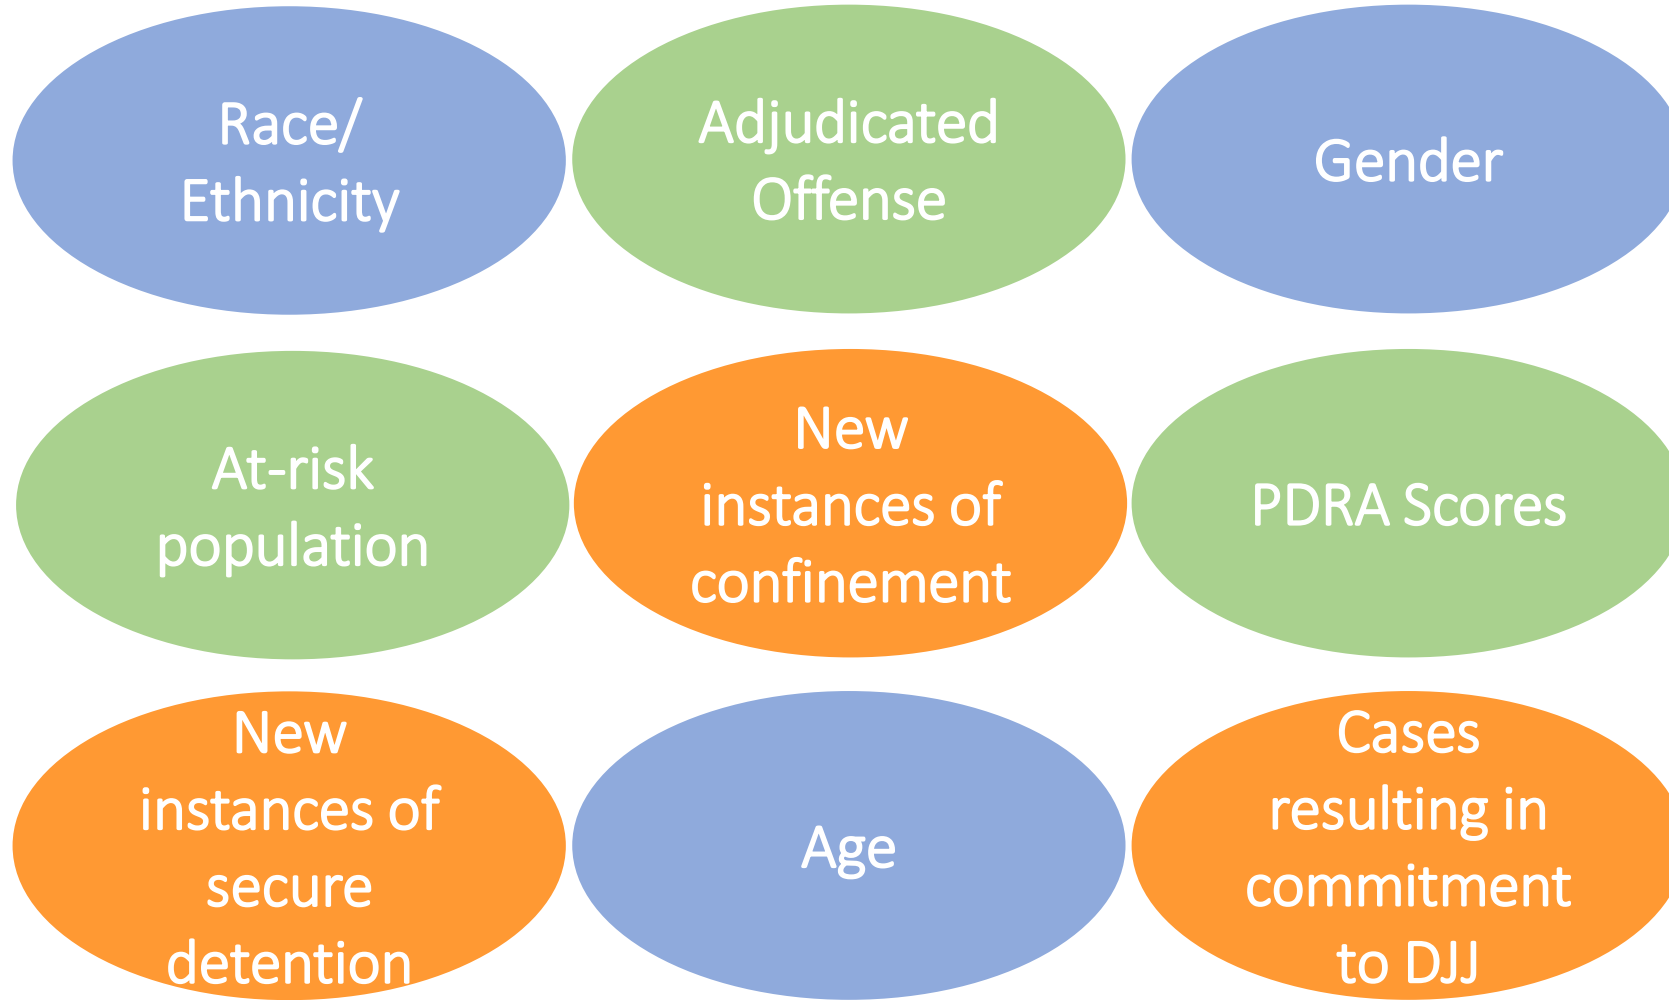 Race/
Ethnicity
Adjudicated
Offense
Gender
At-risk
population
New
instances of
confinement
PDRA Scores
New
instances of
secure
detention
Age
Cases
resulting in
commitment
to DJJ